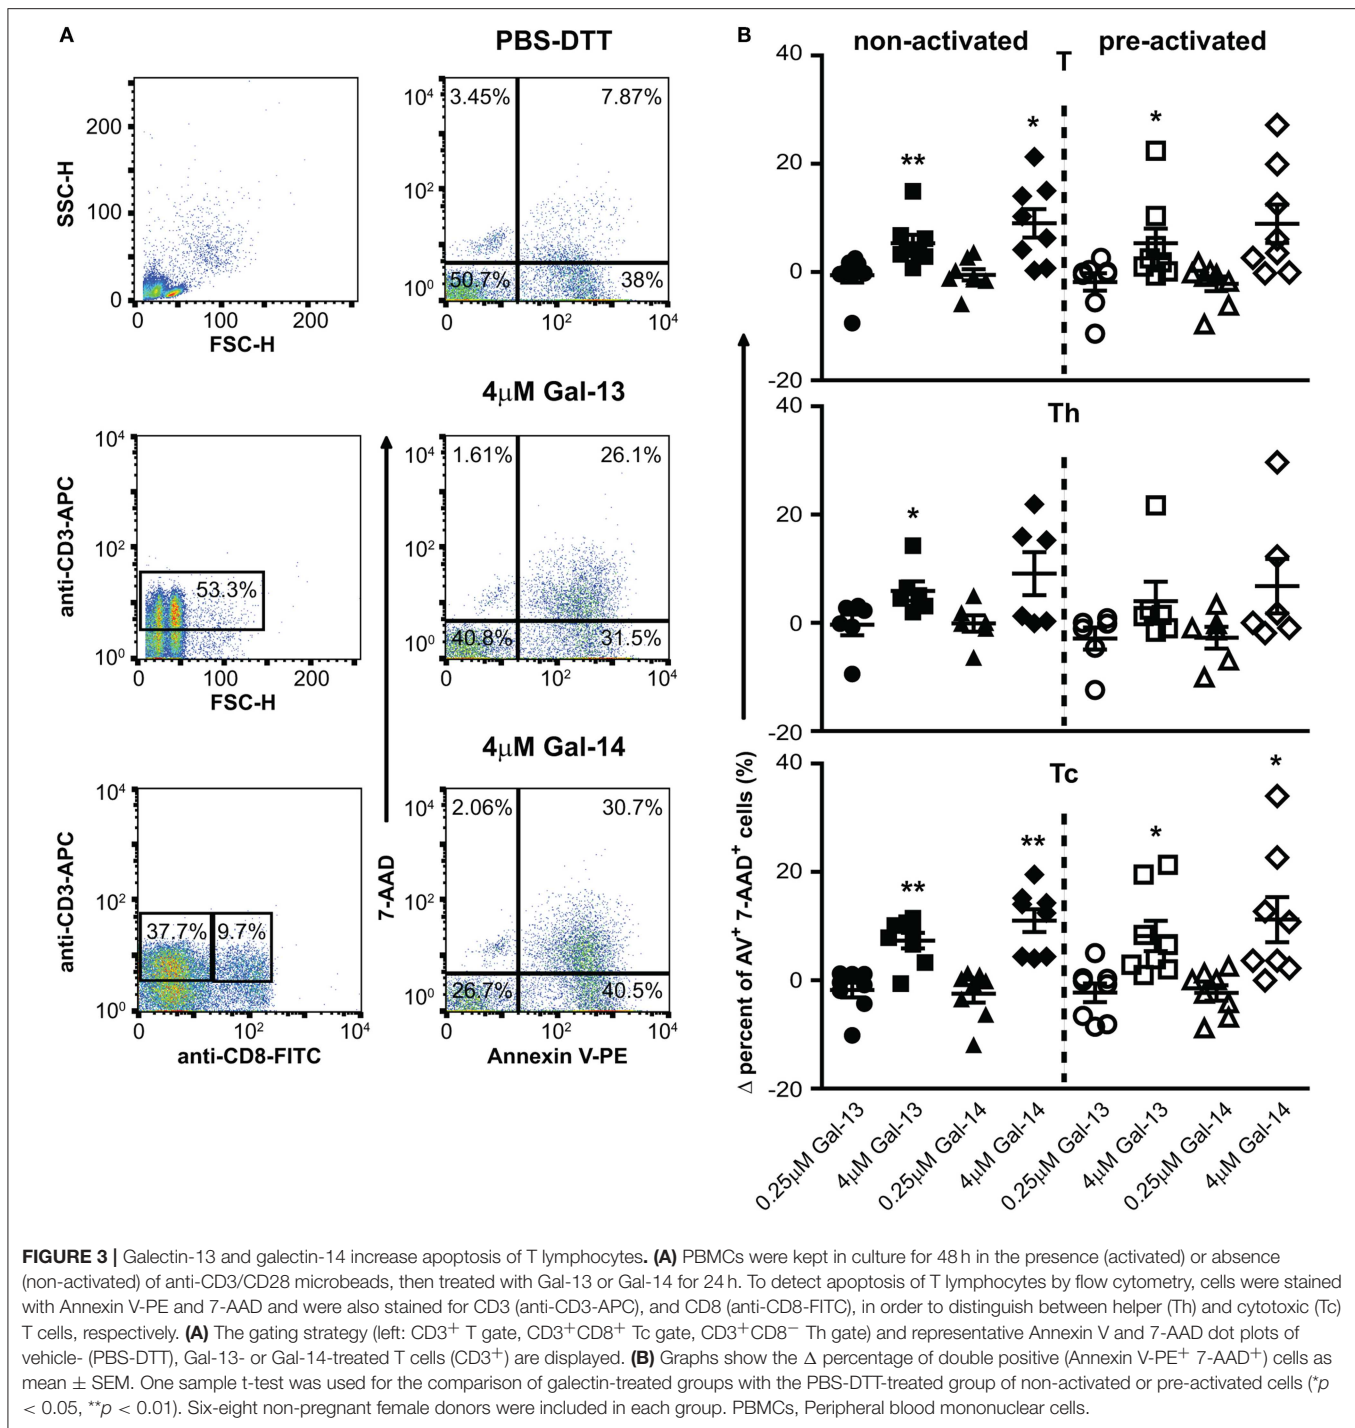 A
PBS-DTT
SSC-H
200
100
0
0
100
200
FSC-H
10⁴
10²
10⁰
3.45%
7.87%
50.7%
38%
0
10²
10⁴
4μM Gal-13
anti-CD3-APC
10⁴
10²
10⁰
53.3%
0
100
200
FSC-H
10⁴
10²
10⁰
1.61%
26.1%
40.8%
31.5%
0
10²
10⁴
4μM Gal-14
anti-CD3-APC
10⁴
10²
10⁰
37.7%
9.7%
0
10²
10⁴
anti-CD8-FITC
7-AAD
10⁴
10²
10⁰
2.06%
30.7%
26.7%
40.5%
0
10²
10⁴
Annexin V-PE
B
non-activated
pre-activated
40
20
0
-20
T
**
*
*
40
20
0
-20
Th
*
40
20
0
-20
Tc
**
**
*
*
Δ percent of AV⁺ 7-AAD⁺ cells (%)
0.25μM Gal-13
4μM Gal-13
0.25μM Gal-14
4μM Gal-14
0.25μM Gal-13
4μM Gal-13
0.25μM Gal-14
4μM Gal-14
FIGURE 3 | Galectin-13 and galectin-14 increase apoptosis of T lymphocytes. (A) PBMCs were kept in culture for 48 h in the presence (activated) or absence
(non-activated) of anti-CD3/CD28 microbeads, then treated with Gal-13 or Gal-14 for 24 h. To detect apoptosis of T lymphocytes by flow cytometry, cells were stained
with Annexin V-PE and 7-AAD and were also stained for CD3 (anti-CD3-APC), and CD8 (anti-CD8-FITC), in order to distinguish between helper (Th) and cytotoxic (Tc)
T cells, respectively. (A) The gating strategy (left: CD3⁺ T gate, CD3⁺CD8⁺ Tc gate, CD3⁺CD8⁻ Th gate) and representative Annexin V and 7-AAD dot plots of
vehicle- (PBS-DTT), Gal-13- or Gal-14-treated T cells (CD3⁺) are displayed. (B) Graphs show the Δ percentage of double positive (Annexin V-PE⁺ 7-AAD⁺) cells as
mean ± SEM. One sample t-test was used for the comparison of galectin-treated groups with the PBS-DTT-treated group of non-activated or pre-activated cells (*p
< 0.05, **p < 0.01). Six-eight non-pregnant female donors were included in each group. PBMCs, Peripheral blood mononuclear cells.